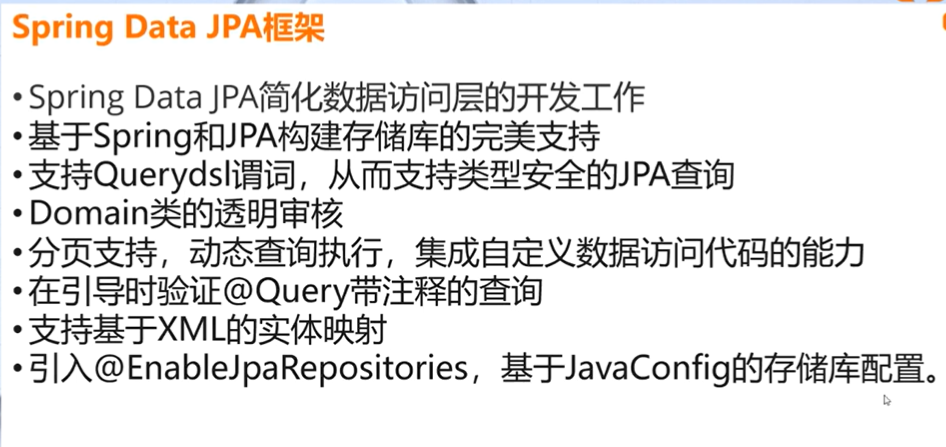 Spring Data JPA框架
•Spring Data JPA简化数据访问层的开发工作
•基于Spring和JPA构建存储库的完美支持
•支持Querydsl谓词，从而支持类型安全的JPA查询
•Domain类的透明审核
•分页支持，动态查询执行，集成自定义数据访问代码的能力
•在引导时验证@Query带注释的查询
•支持基于XML的实体映射
•引入@EnableJpaRepositories，基于JavaConfig的存储库配置。